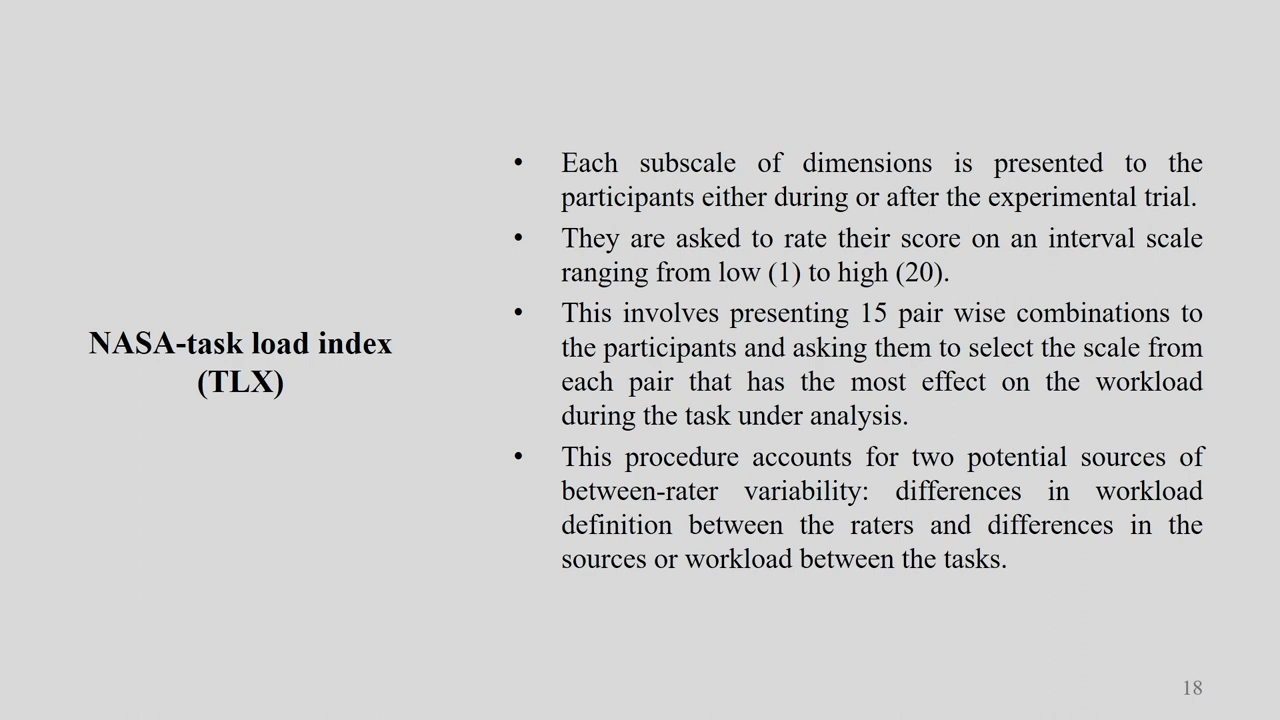 NASA-task load index
(TLX)
• Each subscale of dimensions is presented to the
participants either during or after the experimental trial.
• They are asked to rate their score on an interval scale
ranging from low (1) to high (20).
• This involves presenting 15 pair wise combinations to
the participants and asking them to select the scale from
each pair that has the most effect on the workload
during the task under analysis.
• This procedure accounts for two potential sources of
between-rater variability: differences in workload
definition between the raters and differences in the
sources or workload between the tasks.
18